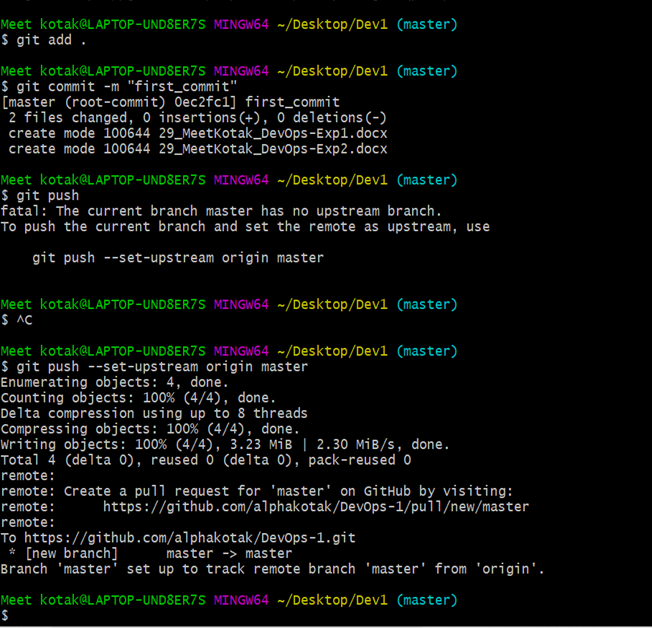 Meet kotak@LAPTOP-UND8ER7S MINGW64 ~/Desktop/Dev1 (master)
$ git add .
Meet kotak@LAPTOP-UND8ER7S MINGW64 ~/Desktop/Dev1 (master)
$ git commit -m "first_commit"
[master (root-commit) 0ec2fc1] first_commit
 2 files changed, 0 insertions(+), 0 deletions(-)
 create mode 100644 29_MeetKotak_DevOps-Exp1.docx
 create mode 100644 29_MeetKotak_DevOps-Exp2.docx
Meet kotak@LAPTOP-UND8ER7S MINGW64 ~/Desktop/Dev1 (master)
$ git push
fatal: The current branch master has no upstream branch.
To push the current branch and set the remote as upstream, use
    git push --set-upstream origin master
Meet kotak@LAPTOP-UND8ER7S MINGW64 ~/Desktop/Dev1 (master)
$ ^C
Meet kotak@LAPTOP-UND8ER7S MINGW64 ~/Desktop/Dev1 (master)
$ git push --set-upstream origin master
Enumerating objects: 4, done.
Counting objects: 100% (4/4), done.
Delta compression using up to 8 threads
Compressing objects: 100% (4/4), done.
Writing objects: 100% (4/4), 3.23 MiB | 2.30 MiB/s, done.
Total 4 (delta 0), reused 0 (delta 0), pack-reused 0
remote:
remote: Create a pull request for 'master' on GitHub by visiting:
remote:      https://github.com/alphakotak/DevOps-1/pull/new/master
remote:
To https://github.com/alphakotak/DevOps-1.git
 * [new branch]      master -> master
Branch 'master' set up to track remote branch 'master' from 'origin'.
Meet kotak@LAPTOP-UND8ER7S MINGW64 ~/Desktop/Dev1 (master)
$